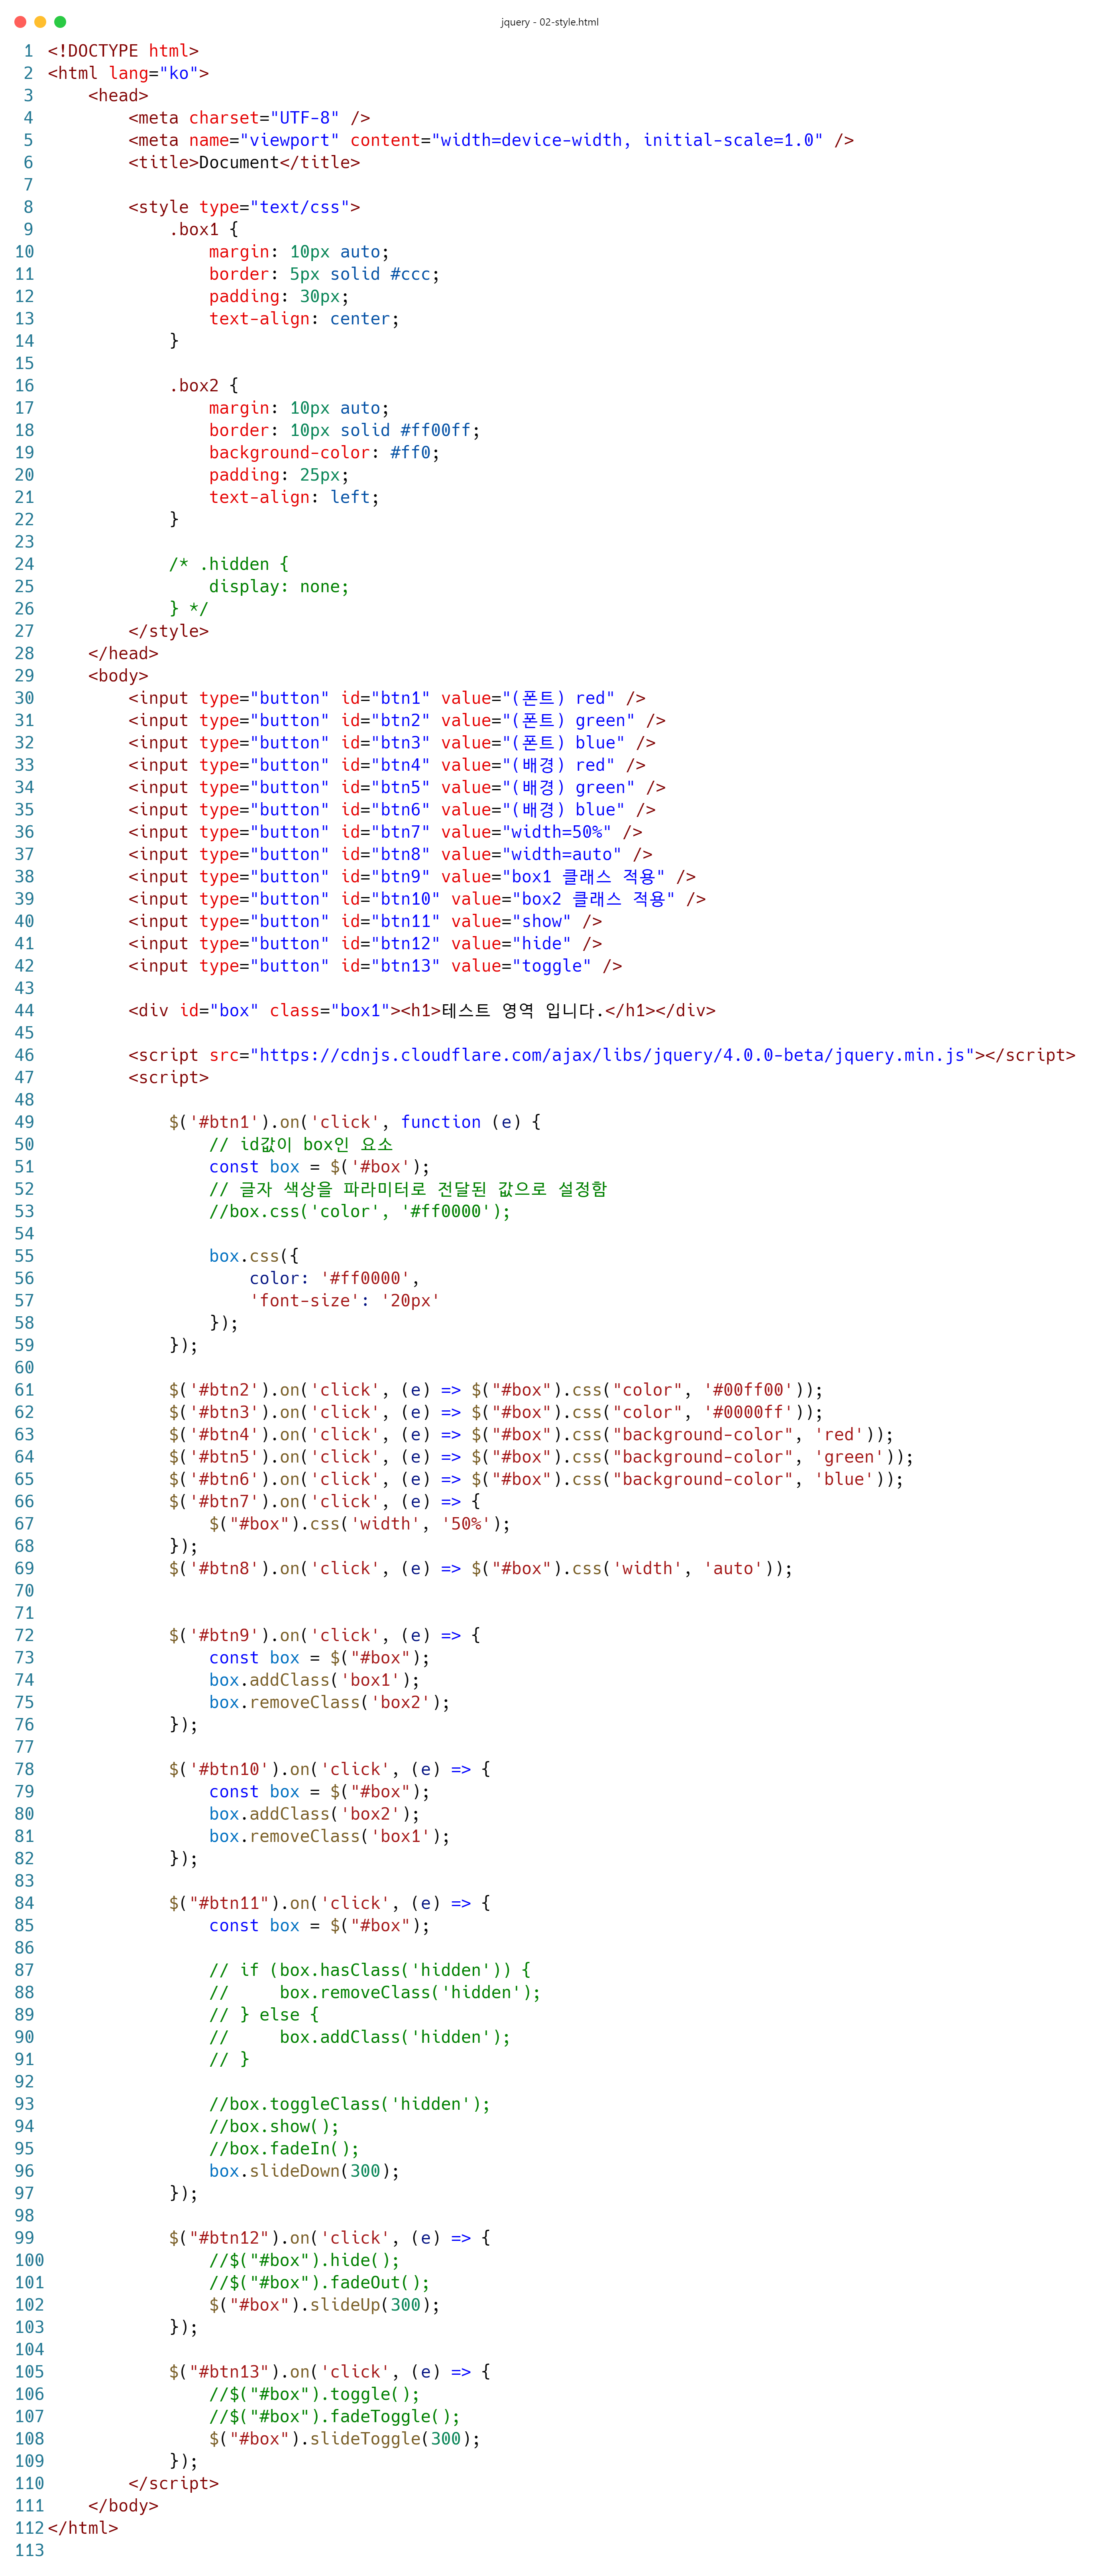 jquery - 02-style.html
1 <!DOCTYPE html>
2 <html lang="ko">
3     <head>
4         <meta charset="UTF-8" />
5         <meta name="viewport" content="width=device-width, initial-scale=1.0" />
6         <title>Document</title>
7
8         <style type="text/css">
9             .box1 {
10                 margin: 10px auto;
11                 border: 5px solid #ccc;
12                 padding: 30px;
13                 text-align: center;
14             }
15
16             .box2 {
17                 margin: 10px auto;
18                 border: 10px solid #ff00ff;
19                 background-color: #ff0;
20                 padding: 25px;
21                 text-align: left;
22             }
23
24             /* .hidden {
25                 display: none;
26             } */
27         </style>
28     </head>
29     <body>
30         <input type="button" id="btn1" value="(폰트) red" />
31         <input type="button" id="btn2" value="(폰트) green" />
32         <input type="button" id="btn3" value="(폰트) blue" />
33         <input type="button" id="btn4" value="(배경) red" />
34         <input type="button" id="btn5" value="(배경) green" />
35         <input type="button" id="btn6" value="(배경) blue" />
36         <input type="button" id="btn7" value="width=50%" />
37         <input type="button" id="btn8" value="width=auto" />
38         <input type="button" id="btn9" value="box1 클래스 적용" />
39         <input type="button" id="btn10" value="box2 클래스 적용" />
40         <input type="button" id="btn11" value="show" />
41         <input type="button" id="btn12" value="hide" />
42         <input type="button" id="btn13" value="toggle" />
43
44         <div id="box" class="box1"><h1>테스트 영역 입니다.</h1></div>
45
46         <script src="https://cdnjs.cloudflare.com/ajax/libs/jquery/4.0.0-beta/jquery.min.js"></script>
47         <script>
48
49             $('#btn1').on('click', function (e) {
50                 // id값이 box인 요소
51                 const box = $('#box');
52                 // 글자 색상을 파라미터로 전달된 값으로 설정함
53                 //box.css('color', '#ff0000');
54
55                 box.css({
56                     color: '#ff0000',
57                     'font-size': '20px'
58                 });
59             });
60
61             $('#btn2').on('click', (e) => $("#box").css("color", '#00ff00'));
62             $('#btn3').on('click', (e) => $("#box").css("color", '#0000ff'));
63             $('#btn4').on('click', (e) => $("#box").css("background-color", 'red'));
64             $('#btn5').on('click', (e) => $("#box").css("background-color", 'green'));
65             $('#btn6').on('click', (e) => $("#box").css("background-color", 'blue'));
66             $('#btn7').on('click', (e) => {
67                 $("#box").css('width', '50%');
68             });
69             $('#btn8').on('click', (e) => $("#box").css('width', 'auto'));
70
71
72             $('#btn9').on('click', (e) => {
73                 const box = $("#box");
74                 box.addClass('box1');
75                 box.removeClass('box2');
76             });
77
78             $('#btn10').on('click', (e) => {
79                 const box = $("#box");
80                 box.addClass('box2');
81                 box.removeClass('box1');
82             });
83
84             $("#btn11").on('click', (e) => {
85                 const box = $("#box");
86
87                 // if (box.hasClass('hidden')) {
88                 //     box.removeClass('hidden');
89                 // } else {
90                 //     box.addClass('hidden');
91                 // }
92
93                 //box.toggleClass('hidden');
94                 //box.show();
95                 //box.fadeIn();
96                 box.slideDown(300);
97             });
98
99             $("#btn12").on('click', (e) => {
100                 //$("#box").hide();
101                 //$("#box").fadeOut();
102                 $("#box").slideUp(300);
103             });
104
105             $("#btn13").on('click', (e) => {
106                 //$("#box").toggle();
107                 //$("#box").fadeToggle();
108                 $("#box").slideToggle(300);
109             });
110         </script>
111     </body>
112 </html>
113